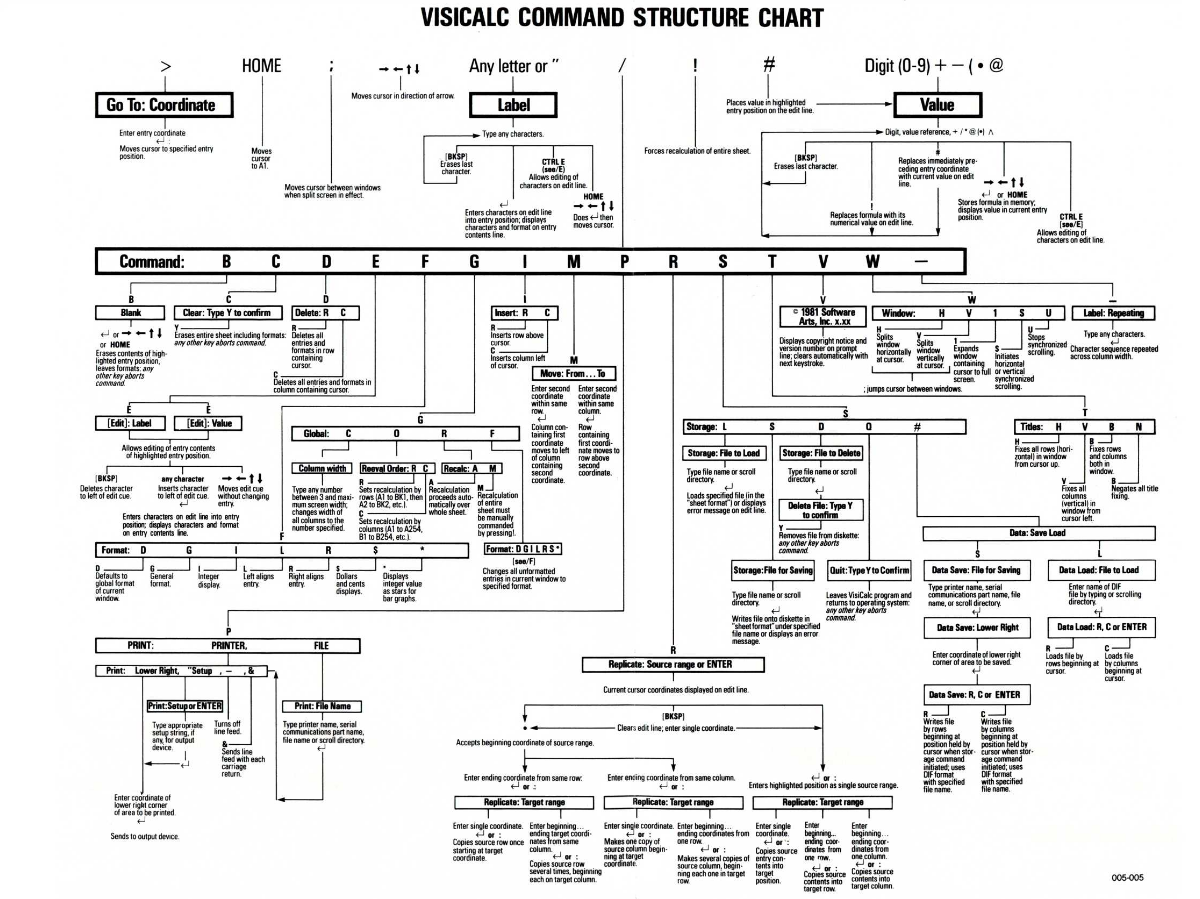 VISICALC COMMAND STRUCTURE CHART
> HOME ; → ← ↑ ↓ Any letter or " / ! # Digit (0-9) + − ( • @
Go To: Coordinate
Enter entry coordinate
↵ :
Moves cursor to specified entry
position.
Moves
cursor
to A1.
Moves cursor between windows
when split screen in effect.
Moves cursor in direction of arrow.
Label
Type any characters.
[BKSP]
Erases last
character.
↵
Enters characters on edit line
into entry position; displays
characters and format on entry
contents line.
CTRL E
(see/E)
Allows editing of
characters on edit line.
HOME
→ ← ↑ ↓
Does ↵ then
moves cursor.
Forces recalculation of entire sheet.
Places value in highlighted
entry position on the edit line.
Value
Digit, value reference, + / * @ (•) ∧
[BKSP]
Erases last character.
!
Replaces formula with its
numerical value on edit line.
#
Replaces immediately pre-
ceding entry coordinate
with current value on edit
line.
→ ← ↑ ↓
↵ or HOME
Stores formula in memory;
displays value in current entry
position.
CTRL E
[see/E]
Allows editing of
characters on edit line.
Command: B C D E F G I M P R S T V W —
B
Blank
↵ or → ← ↑ ↓
or HOME
Erases contents of high-
lighted entry position,
leaves formats; any
other key aborts
command.
C
Clear: Type Y to confirm
Y
Erases entire sheet including formats:
any other key aborts command.
D
Delete: R C
R
Deletes all
entries and
formats in row
containing
cursor.
C
Deletes all entries and formats in
column containing cursor.
E E
[Edit]: Label [Edit]: Value
Allows editing of entry contents
of highlighted entry position.
[BKSP]
Deletes character
to left of edit cue.
any character
Inserts character
to left of edit cue.
→ ← ↑ ↓
Moves edit cue
without changing
entry.
↵
Enters characters on edit line into entry
position; displays characters and format
on entry contents line.
F
Format: D G I L R $ *
D
Defaults to
global format
of current
window.
G
General
format.
I
Integer
display.
L
Left aligns
entry.
R
Right aligns
entry.
$
Dollars
and cents
displays.
*
Displays
integer value
as stars for
bar graphs.
G
Global: C O R F
Column width
Type any number
between 3 and maxi-
mum screen width;
changes width of
all columns to the
number specified.
Reeval Order: R C
R
Sets recalculation by
rows (A1 to BK1, then
A2 to BK2, etc.).
C
Sets recalculation by
columns (A1 to A254,
B1 to B254, etc.).
Recalc: A M
A
Recalculation
proceeds auto-
matically over
whole sheet.
M
Recalculation
of entire
sheet must
be manually
commanded
by pressing!.
Format: D G I L R S *
[see/F]
Changes all unformatted
entries in current window to
specified format.
I
Insert: R C
R
Inserts row above
cursor.
C
Inserts column left
of cursor.
M
Move: From...To
Enter second
coordinate
within same
row.
↵
Column con-
taining first
coordinate
moves to left
of column
containing
second
coordinate.
Enter second
coordinate
within same
column.
↵
Row
containing
first coordi-
nate moves to
row above
second
coordinate.
P
PRINT: PRINTER, FILE
Print: Lower Right, "Setup , — , &
Print:Setup or ENTER
Type appropriate
setup string, if
any, for output
device.
↵
—
Turns off
line feed.
&
Sends line
feed with each
carriage
return.
Enter coordinate of
lower right corner
of area to be printed.
↵
Sends to output device.
Print: File Name
Type printer name, serial
communications part name,
file name or scroll directory.
↵
R
Replicate: Source range or ENTER
Current cursor coordinates displayed on edit line.
[BKSP]
Clears edit line; enter single coordinate.
•
Accepts beginning coordinate of source range.
Enter ending coordinate from same row:
↵ or :
Enter ending coordinate from same column.
↵ or :
↵ or :
Enters highlighted position as single source range.
Replicate: Target range
Replicate: Target range
Replicate: Target range
Enter single coordinate.
↵ or :
Copies source row once
starting at target
coordinate.
Enter beginning...
ending target coordi-
nates from same
column.
↵ or :
Copies source row
several times, beginning
each on target column.
Enter single coordinate.
↵ or :
Makes one copy of
source column begin-
ning at target
coordinate.
Enter beginning...
ending coordinates from
one row.
↵ or :
Makes several copies of
source column, begin-
ning each one in target
row.
Enter single
coordinate.
↵ or :
Copies source
entry con-
tents into
target
position.
Enter
beginning...
ending coor-
dinates from
one row.
↵ or :
Copies source
contents into
target row.
Enter
beginning...
ending coor-
dinates from
one column.
↵ or :
Copies source
contents into
target column.
S
Storage: L S D Q #
Storage: File to Load
Type file name or scroll
directory.
↵
Loads specified file (in the
"sheet format") or displays
error message on edit line.
Storage:File for Saving
Type file name or scroll
directory.
↵
Writes file onto diskette in
"sheet format" under specified
file name or displays an error
message.
Storage: File to Delete
Type file name or scroll
directory.
↵
Delete File: Type Y
to confirm
Y
Removes file from diskette:
any other key aborts
command.
Quit: Type Y to Confirm
Leaves VisiCalc program and
returns to operating system:
any other key aborts
command.
Data: Save Load
S
Data Save: File for Saving
Type printer name, serial
communications part name, file
name, or scroll directory.
↵
Data Save: Lower Right
Enter coordinate of lower right
corner of area to be saved.
↵
Data Save: R, C or ENTER
R
Writes file
by rows
beginning at
position held by
cursor when stor-
age command
initiated; uses
DIF format
with specified
file name.
C
Writes file
by columns
beginning at
position held by
cursor when stor-
age command
initiated; uses
DIF format
with specified
file name.
L
Data Load: File to Load
Enter name of DIF
file by typing or scrolling
directory.
↵
Data Load: R, C or ENTER
R
Loads file by
rows beginning at
cursor.
C
Loads file
by columns
beginning at
cursor.
T
Titles: H V B N
H
Fixes all rows (hori-
zontal) in window
from cursor up.
V
Fixes all
columns
(vertical) in
window from
cursor left.
B
Fixes rows
and columns
both in
window.
B
Negates all title
fixing.
V
© 1981 Software
Arts, Inc. x.xx
Displays copyright notice and
version number on prompt
line; clears automatically with
next keystroke.
W
Window: H V 1 S U
H
Splits
window
horizontally
at cursor.
V
Splits
window
vertically
at cursor.
1
Expands
window
containing
cursor to full
screen.
S
Initiates
horizontal
or vertical
synchronized
scrolling.
U
Stops
synchronized
scrolling.
; jumps cursor between windows.
—
Label: Repeating
Type any characters.
↵
Character sequence repeated
across column width.
005-005